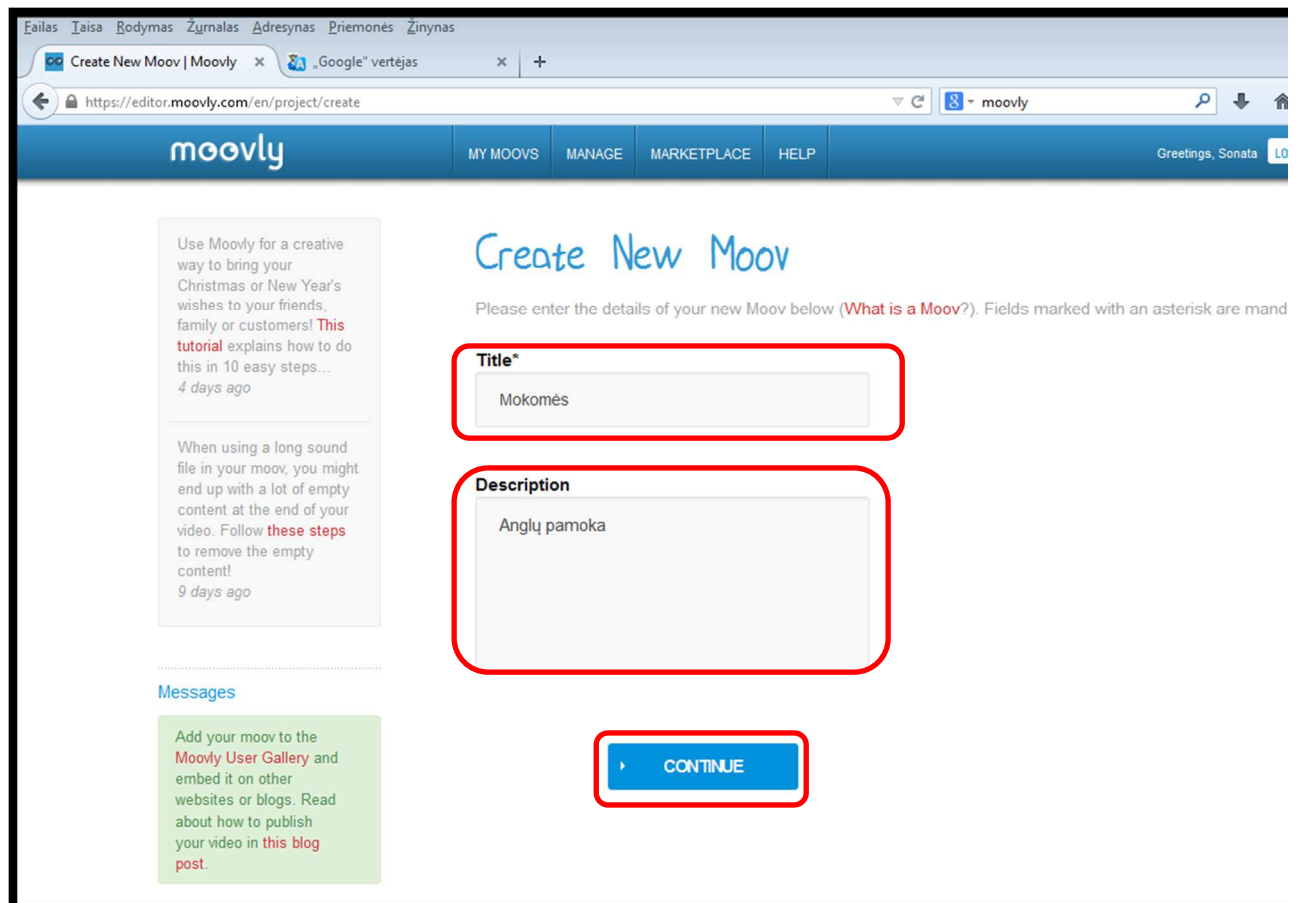 Failas Taisa Rodymas Žurnalas Adresynas Priemonės Žinynas
Create New Moov | Moovly × „Google“ vertėjas × +
https://editor.moovly.com/en/project/create
moovly
moovly
MY MOOVS MANAGE MARKETPLACE HELP
Greetings, Sonata LO
Use Moovly for a creative
way to bring your
Christmas or New Year's
wishes to your friends,
family or customers! This
tutorial explains how to do
this in 10 easy steps...
4 days ago
When using a long sound
file in your moov, you might
end up with a lot of empty
content at the end of your
video. Follow these steps
to remove the empty
content!
9 days ago
Messages
Add your moov to the
Moovly User Gallery and
embed it on other
websites or blogs. Read
about how to publish
your video in this blog
post.
Create New Moov
Please enter the details of your new Moov below (What is a Moov?). Fields marked with an asterisk are mand
Title*
Mokomės
Description
Anglų pamoka
CONTINUE